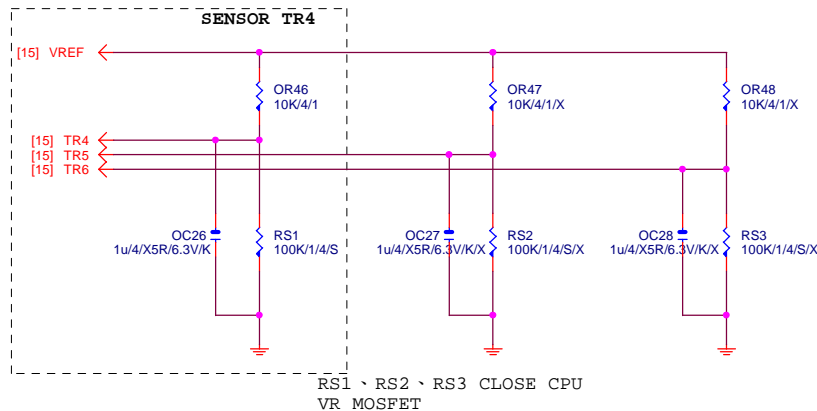 SENSOR TR4
[15] VREF
OR46
10K/4/1
OR47
10K/4/1/X
OR48
10K/4/1/X
[15] TR4
[15] TR5
[15] TR6
OC26
1u/4/X5R/6.3V/K
RS1
100K/1/4/S
OC27
1u/4/X5R/6.3V/K/X
RS2
100K/1/4/S/X
OC28
1u/4/X5R/6.3V/K/X
RS3
100K/1/4/S/X
RS1、RS2、RS3 CLOSE CPU
VR MOSFET